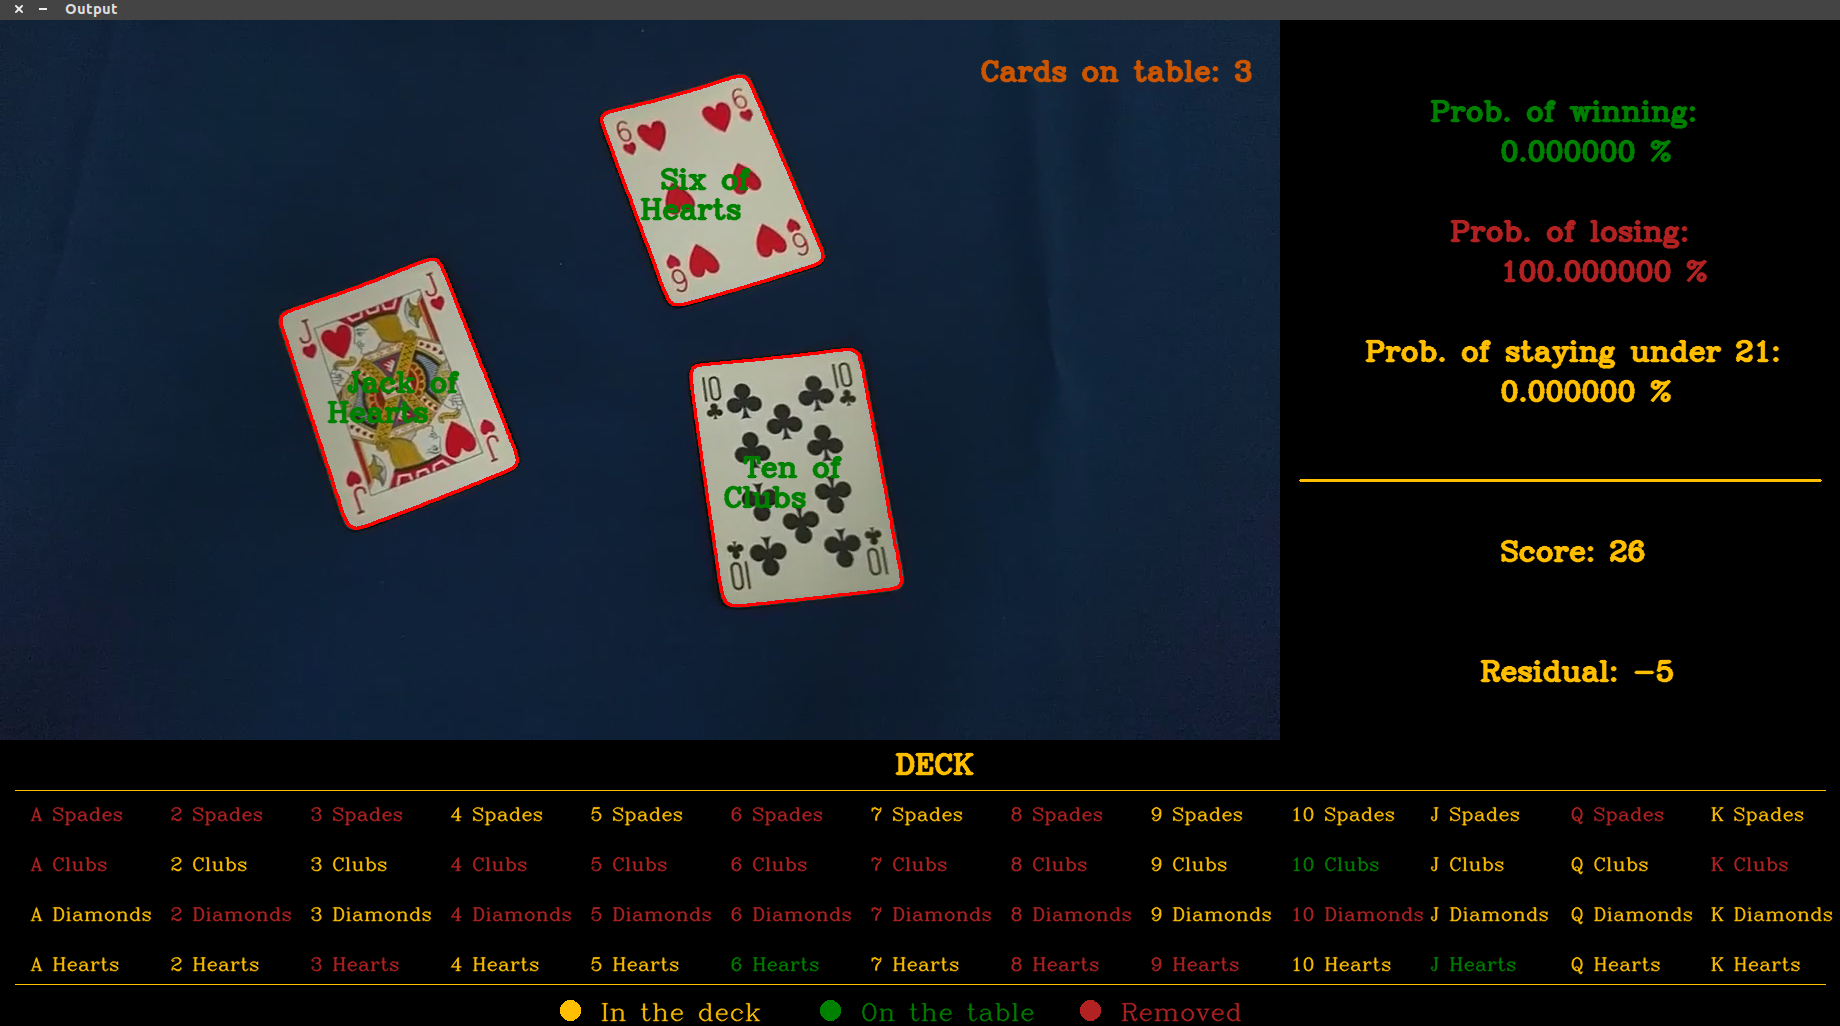 × − Output
Cards on table: 3
6
6
Six of
Hearts
6
6
J
J
Jack of
Hearts
J
J
10
10
Ten of
Clubs
10
10
Prob. of winning:
0.000000 %
Prob. of losing:
100.000000 %
Prob. of staying under 21:
0.000000 %
Score: 26
Residual: −5
DECK
A Spades 2 Spades 3 Spades 4 Spades 5 Spades 6 Spades 7 Spades 8 Spades 9 Spades 10 Spades J Spades Q Spades K Spades
A Clubs 2 Clubs 3 Clubs 4 Clubs 5 Clubs 6 Clubs 7 Clubs 8 Clubs 9 Clubs 10 Clubs J Clubs Q Clubs K Clubs
A Diamonds 2 Diamonds 3 Diamonds 4 Diamonds 5 Diamonds 6 Diamonds 7 Diamonds 8 Diamonds 9 Diamonds 10 Diamonds J Diamonds Q Diamonds K Diamonds
A Hearts 2 Hearts 3 Hearts 4 Hearts 5 Hearts 6 Hearts 7 Hearts 8 Hearts 9 Hearts 10 Hearts J Hearts Q Hearts K Hearts
In the deck On the table Removed